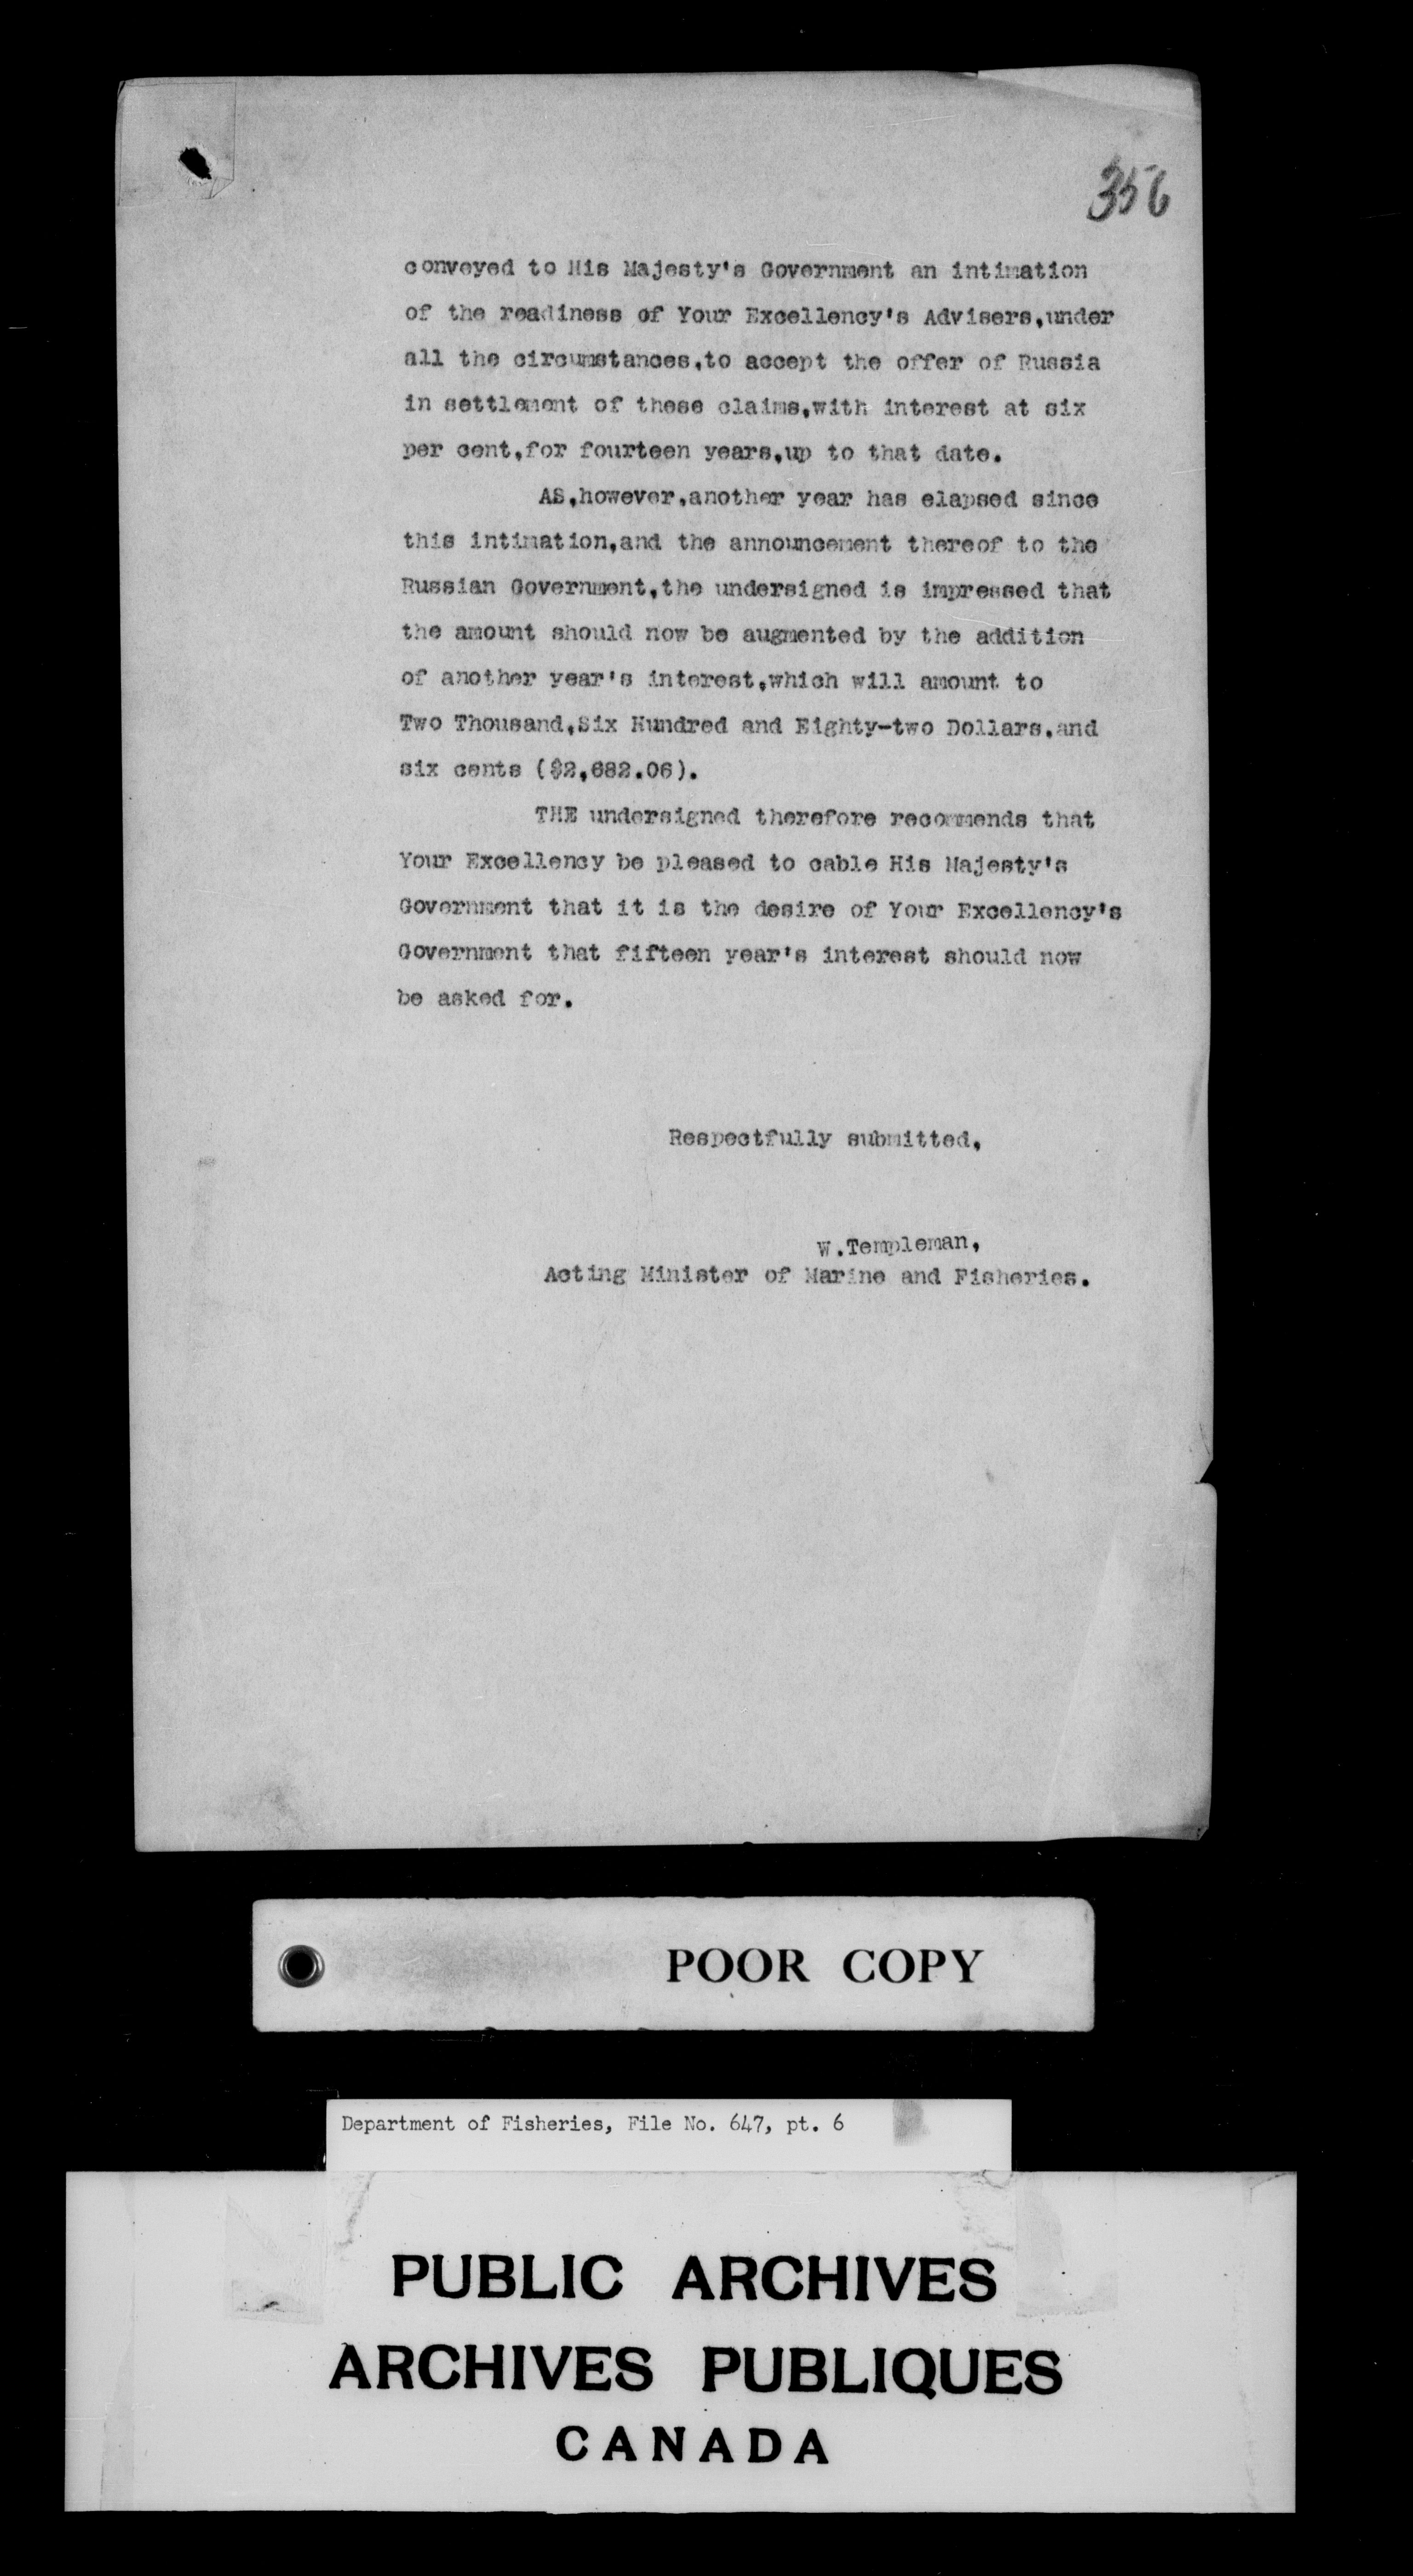 356
conveyed to His Majesty's Government an intimation
of the readiness of Your Excellency's Advisers,under
all the circumstances,to accept the offer of Russia
in settlement of these claims,with interest at six
per cent,for fourteen years,up to that date.
AS,however,another year has elapsed since
this intimation,and the announcement thereof to the
Russian Government,the undersigned is impressed that
the amount should now be augmented by the addition
of another year's interest,which will amount to
Two Thousand,Six Hundred and Eighty-two Dollars,and
six cents ($2,682.06).
THE undersigned therefore recommends that
Your Excellency be pleased to cable His Majesty's
Government that it is the desire of Your Excellency's
Government that fifteen year's interest should now
be asked for.
Respectfully submitted,
W.Templeman,
Acting Minister of Marine and Fisheries.
POOR COPY
Department of Fisheries, File No. 647, pt. 6
PUBLIC ARCHIVES
ARCHIVES PUBLIQUES
CANADA